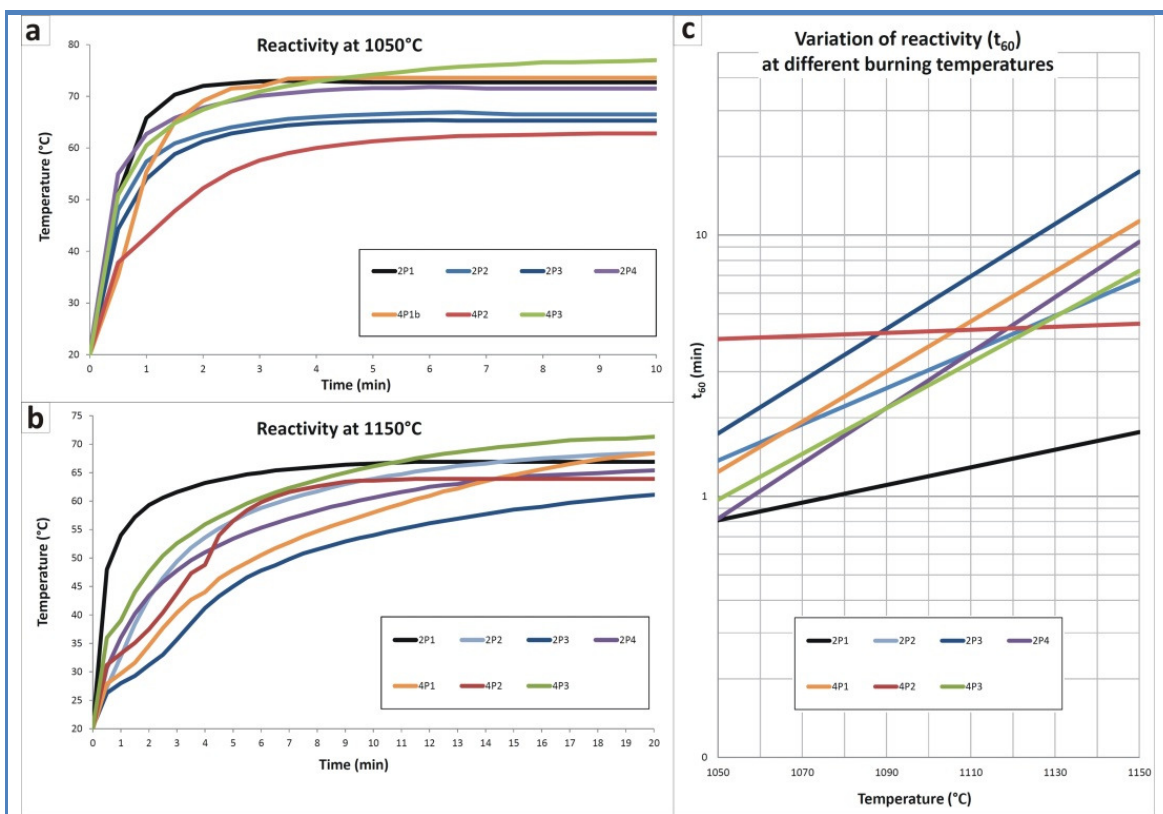 a
Reactivity at 1050°C
Temperature (°C)
80
70
60
50
40
30
20
0 1 2 3 4 5 6 7 8 9 10
Time (min)
2P1 2P2 2P3 2P4
4P1b 4P2 4P3
b
Reactivity at 1150°C
Temperature (°C)
75
70
65
60
55
50
45
40
35
30
25
20
0 1 2 3 4 5 6 7 8 9 10 11 12 13 14 15 16 17 18 19 20
Time (min)
2P1 2P2 2P3 2P4
4P1 4P2 4P3
c
Variation of reactivity (t60)
at different burning temperatures
t60 (min)
10
1
0
1050 1070 1090 1110 1130 1150
Temperature (°C)
2P1 2P2 2P3 2P4
4P1 4P2 4P3